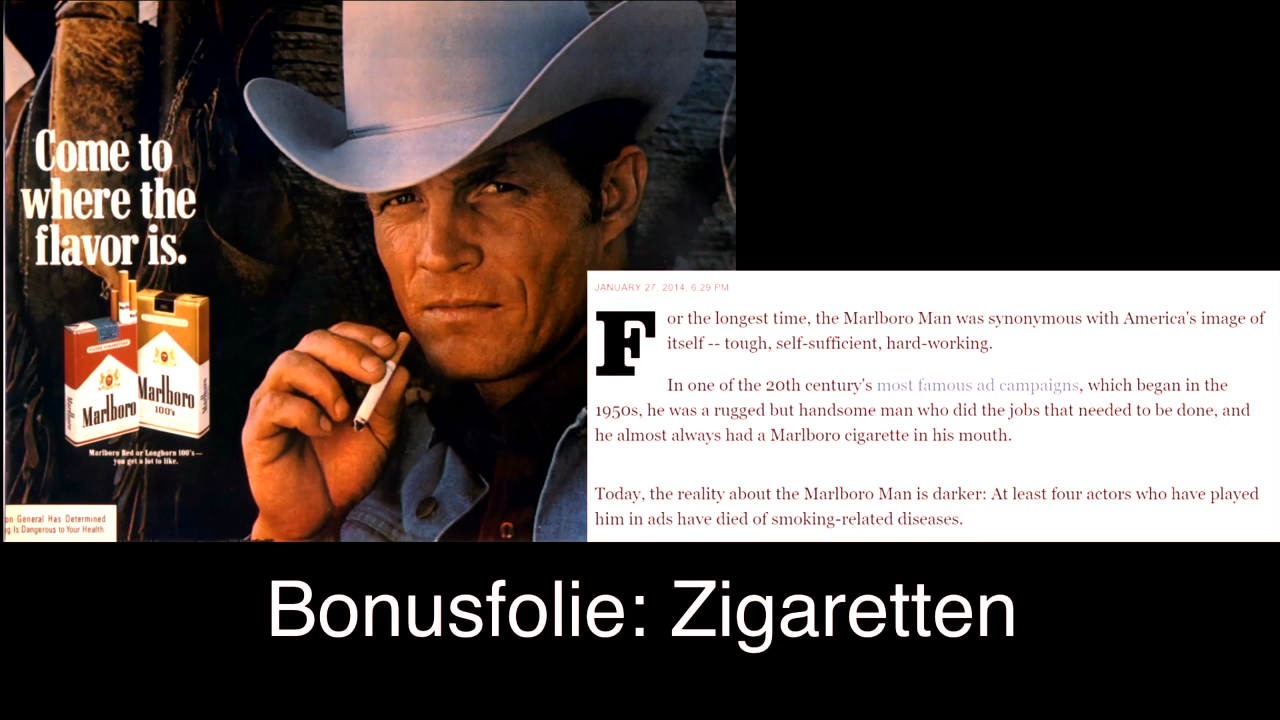 Come to
where the
flavor is.
Marlboro
Marlboro
100's
Marlboro Red or Longhorn 100's—
you get a lot to like.
on General Has Determined
g Is Dangerous to Your Health.
JANUARY 27, 2014, 6:29 PM
For the longest time, the Marlboro Man was synonymous with America's image of
itself -- tough, self-sufficient, hard-working.
In one of the 20th century's most famous ad campaigns, which began in the
1950s, he was a rugged but handsome man who did the jobs that needed to be done, and
he almost always had a Marlboro cigarette in his mouth.
Today, the reality about the Marlboro Man is darker: At least four actors who have played
him in ads have died of smoking-related diseases.
Bonusfolie: Zigaretten